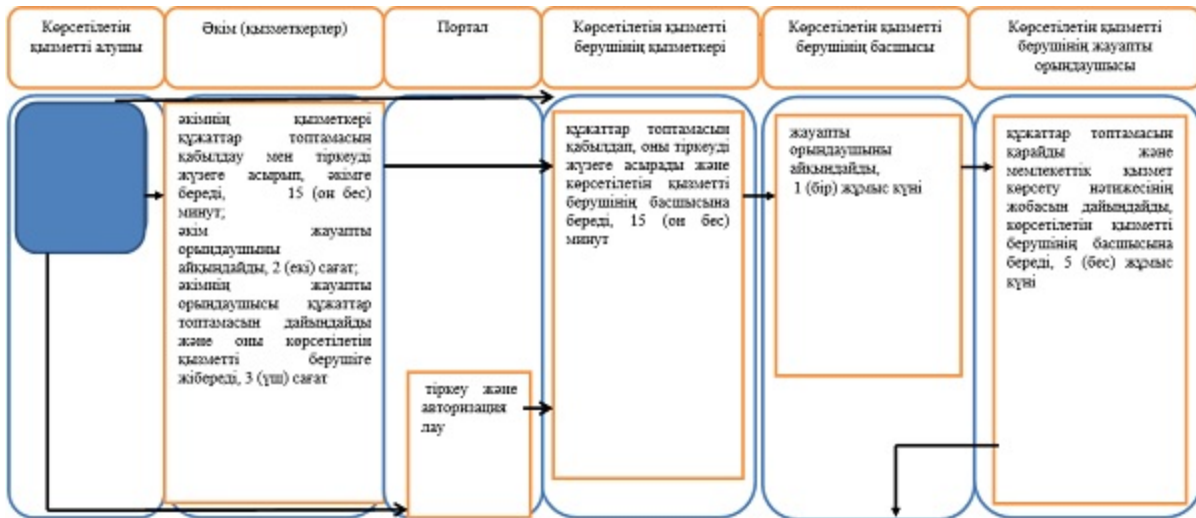 Көрсетілетін
қызметті алушы
Әкім (қызметкерлер)
Портал
Көрсетілетін қызметті
берушінің қызметкері
Көрсетілетін қызметті
берушінің басшысы
Көрсетілетін қызметті
берушінің жауапты
орындаушысы
әкімнің қызметкері
құжаттар топтамасын
қабылдау мен тіркеуді
жүзеге асырып, әкімге
береді, 15 (он бес)
минут;
әкім жауапты
орындаушыны
айқындайды, 2 (екі) сағат;
әкімнің жауапты
орындаушысы құжаттар
топтамасын дайындайды
және оны көрсетілетін
қызметті берушіге
жібереді, 3 (үш) сағат
тіркеу және
авторизация
лау
құжаттар топтамасын
қабылдап, оны тіркеуді
жүзеге асырады және
көрсетілетін қызметті
берушінің басшысына
береді, 15 (он бес)
минут
жауапты
орындаушыны
айқындайды,
1 (бір) жұмыс күні
құжаттар топтамасын
қарайды және
мемлекеттік қызмет
көрсету нәтижесінің
жобасын дайындайды,
көрсетілетін қызметті
берушінің басшысына
береді, 5 (бес) жұмыс
күні